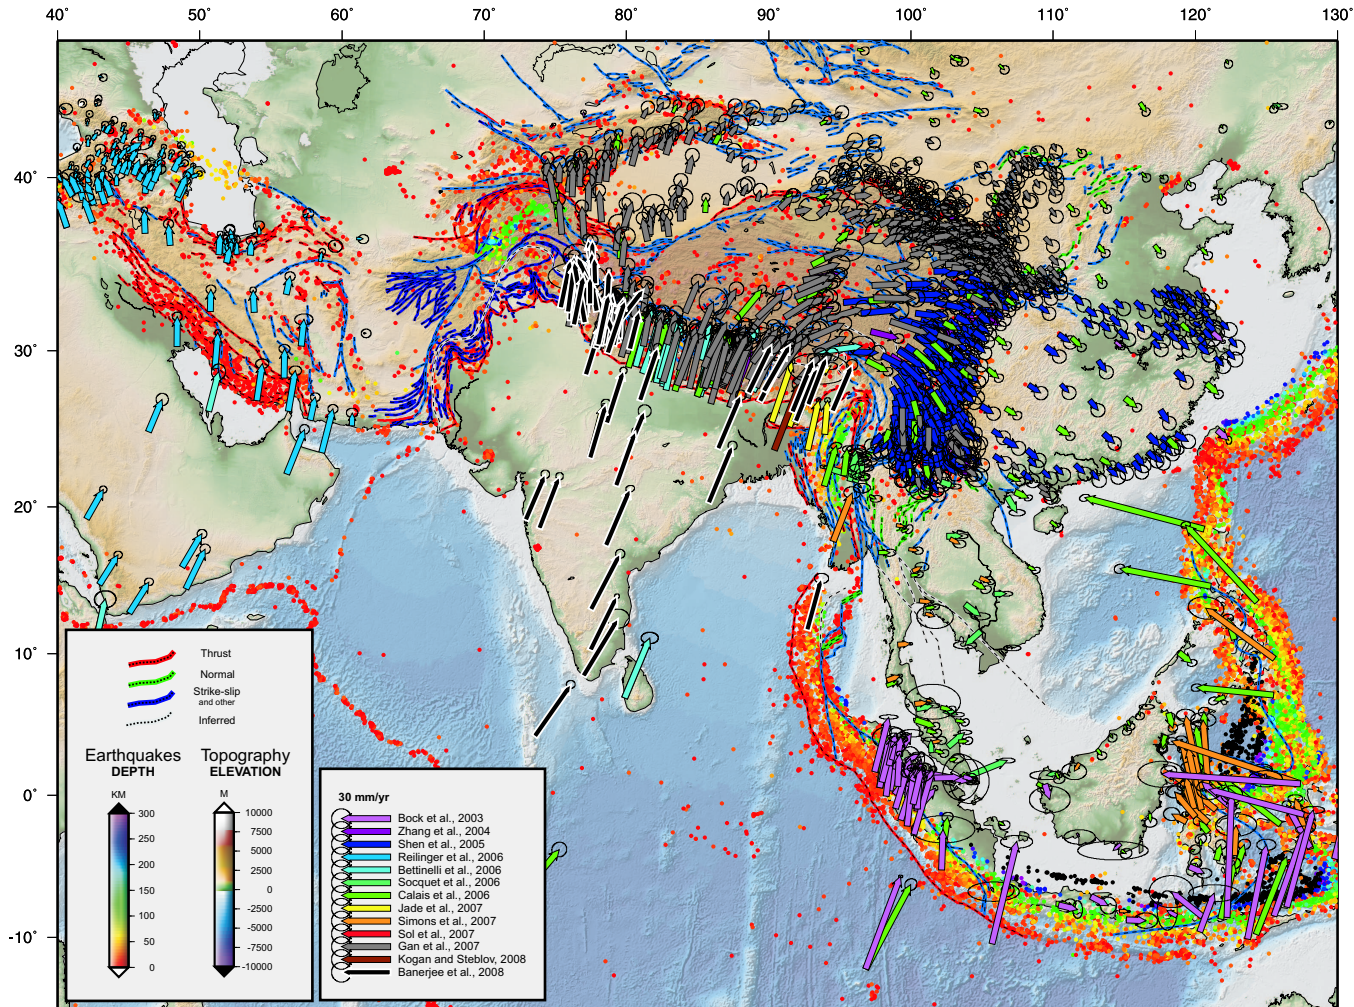 40° 50° 60° 70° 80° 90° 100° 110° 120° 130°
40°
30°
20°
10°
0°
-10°
Thrust
Normal
Strike-slip
and other
Inferred
Earthquakes
DEPTH
KM
300
250
200
150
100
50
0
Topography
ELEVATION
M
10000
7500
5000
2500
0
-2500
-5000
-7500
-10000
30 mm/yr
Bock et al., 2003
Zhang et al., 2004
Shen et al., 2005
Reilinger et al., 2006
Bettinelli et al., 2006
Socquet et al., 2006
Calais et al., 2006
Jade et al., 2007
Simons et al., 2007
Sol et al., 2007
Gan et al., 2007
Kogan and Steblov, 2008
Banerjee et al., 2008